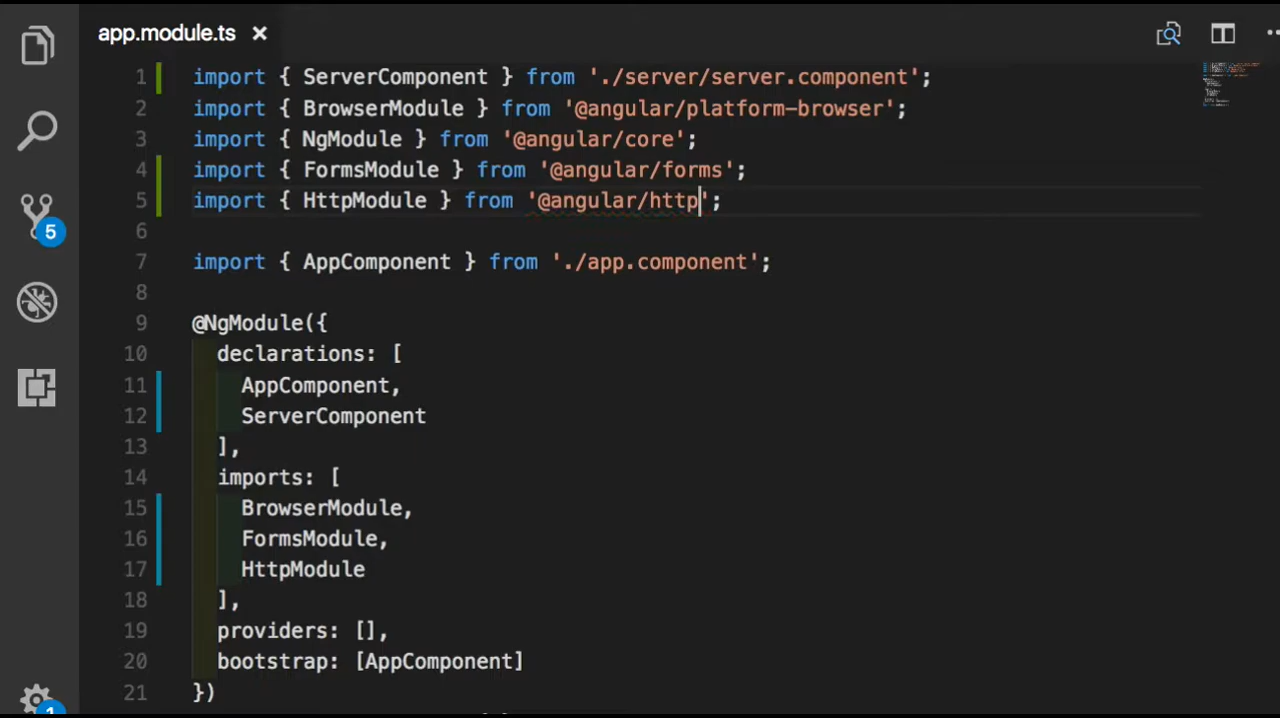 app.module.ts
1 import { ServerComponent } from './server/server.component';
2 import { BrowserModule } from '@angular/platform-browser';
3 import { NgModule } from '@angular/core';
4 import { FormsModule } from '@angular/forms';
5 import { HttpModule } from '@angular/http';
6
7 import { AppComponent } from './app.component';
8
9 @NgModule({
10 declarations: [
11 AppComponent,
12 ServerComponent
13 ],
14 imports: [
15 BrowserModule,
16 FormsModule,
17 HttpModule
18 ],
19 providers: [],
20 bootstrap: [AppComponent]
21 })
5
1